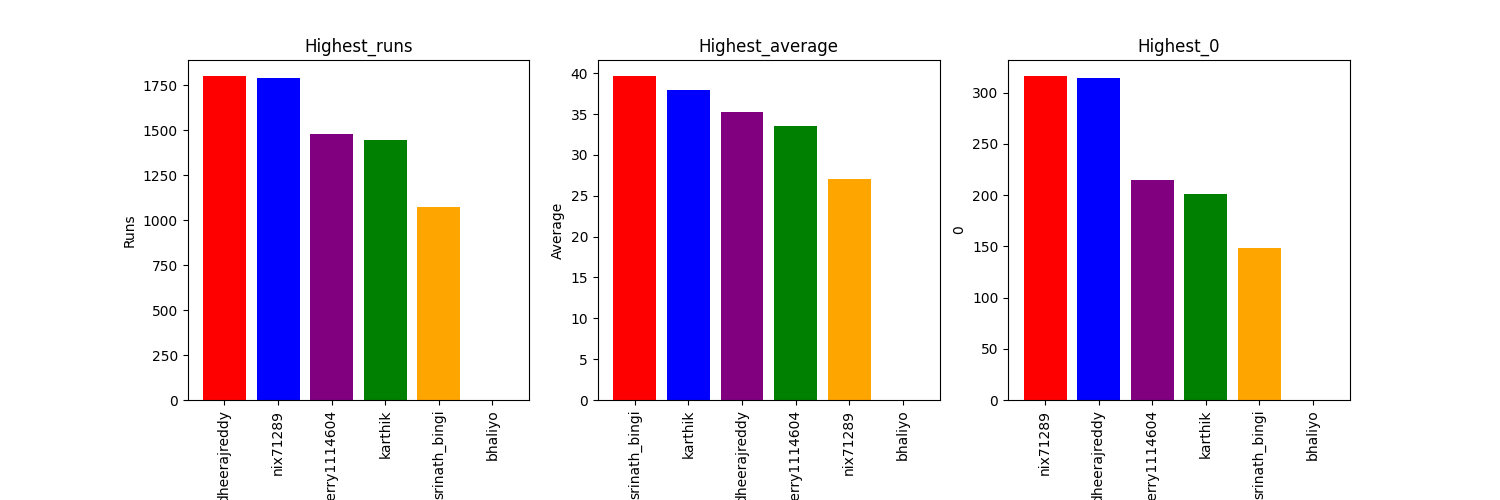 Highest_runs
Runs
1750
1500
1250
1000
750
500
250
0
dheerajreddy
nix71289
erry1114604
karthik
srinath_bingi
bhaliyo
Highest_average
Average
40
35
30
25
20
15
10
5
0
srinath_bingi
karthik
dheerajreddy
erry1114604
nix71289
bhaliyo
Highest_0
0
300
250
200
150
100
50
0
nix71289
dheerajreddy
erry1114604
karthik
srinath_bingi
bhaliyo